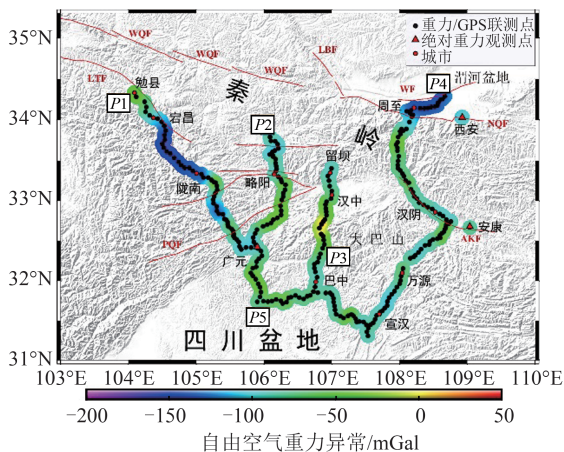 35°N
34°N
33°N
32°N
31°N
重力/GPS联测点
绝对重力观测点
城市
WQF
WQF
WQF
LBF
LTF
勉县
P1
宕昌
秦
岭
P2
WF
P4
渭河盆地
周至
西安
NQF
留坝
陇南
略阳
汉中
汉阴
安康
AKF
大巴山
PQF
广元
P3
万源
巴中
P5
宣汉
四川盆地
103°E
104°E
105°E
106°E
107°E
108°E
109°E
110°E
−200
−150
−100
−50
0
50
自由空气重力异常/mGal